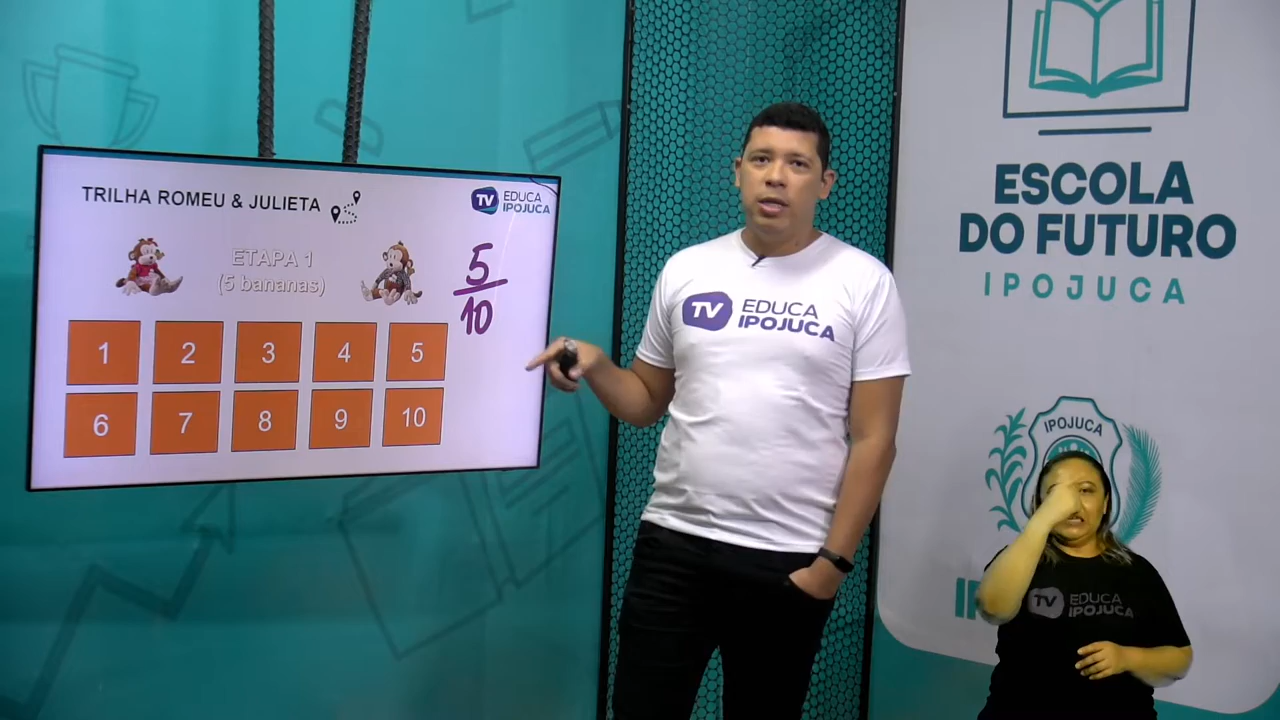 TRILHA ROMEU & JULIETA
TV EDUCA
IPOJUCA
ETAPA 1
(5 bananas)
5
10
1 2 3 4 5
6 7 8 9 10
TV EDUCA
IPOJUCA
ESCOLA
DO FUTURO
IPOJUCA
IPOJUCA
TV EDUCA
IPOJUCA